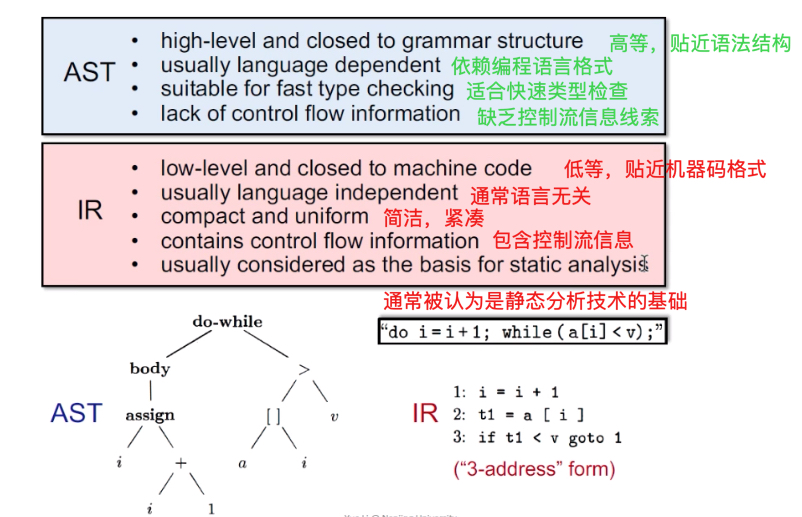 AST
• high-level and closed to grammar structure 高等，贴近语法结构
• usually language dependent 依赖编程语言格式
• suitable for fast type checking 适合快速类型检查
• lack of control flow information 缺乏控制流信息线索
IR
• low-level and closed to machine code 低等，贴近机器码格式
• usually language independent 通常语言无关
• compact and uniform 简洁，紧凑
• contains control flow information 包含控制流信息
• usually considered as the basis for static analysis
通常被认为是静态分析技术的基础
do-while
body >
AST assign [ ] v
i + a i
i 1
“do i=i+1; while(a[i]<v);”
IR
1: i = i + 1
2: t1 = a [ i ]
3: if t1 < v goto 1
(“3-address” form)